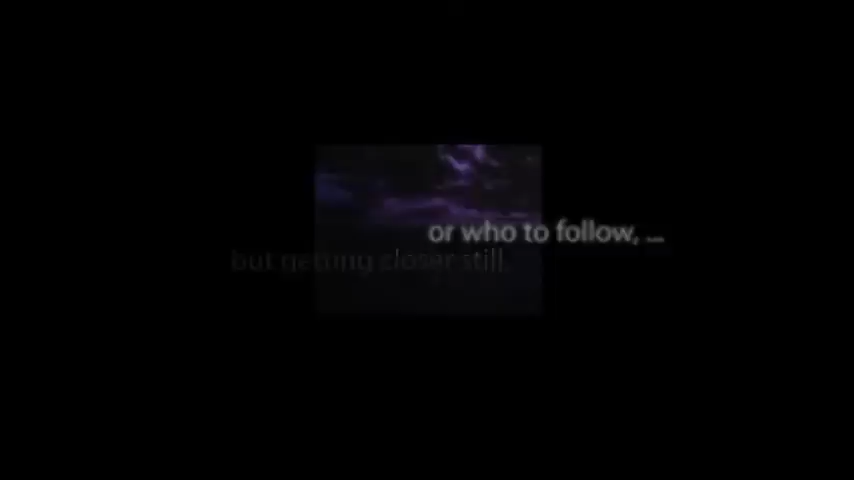 or who to follow, ...
but getting closer still